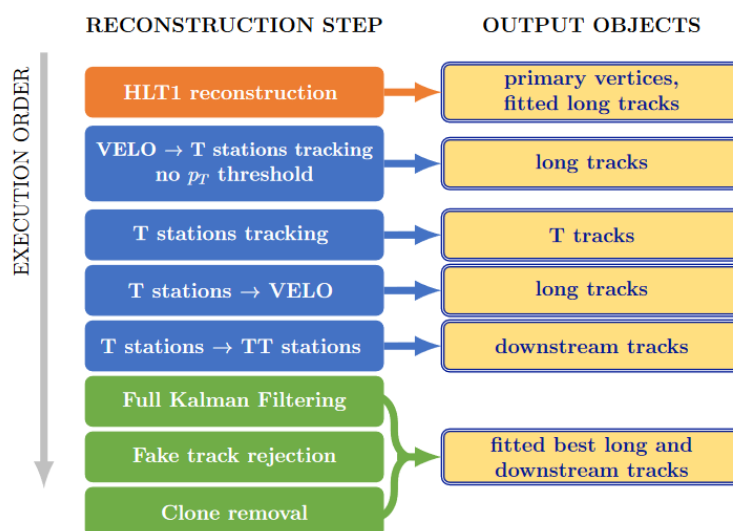 RECONSTRUCTION STEP
OUTPUT OBJECTS
EXECUTION ORDER
HLT1 reconstruction
primary vertices,
fitted long tracks
VELO → T stations tracking
no p_T threshold
long tracks
T stations tracking
T tracks
T stations → VELO
long tracks
T stations → TT stations
downstream tracks
Full Kalman Filtering
Fake track rejection
Clone removal
fitted best long and
downstream tracks